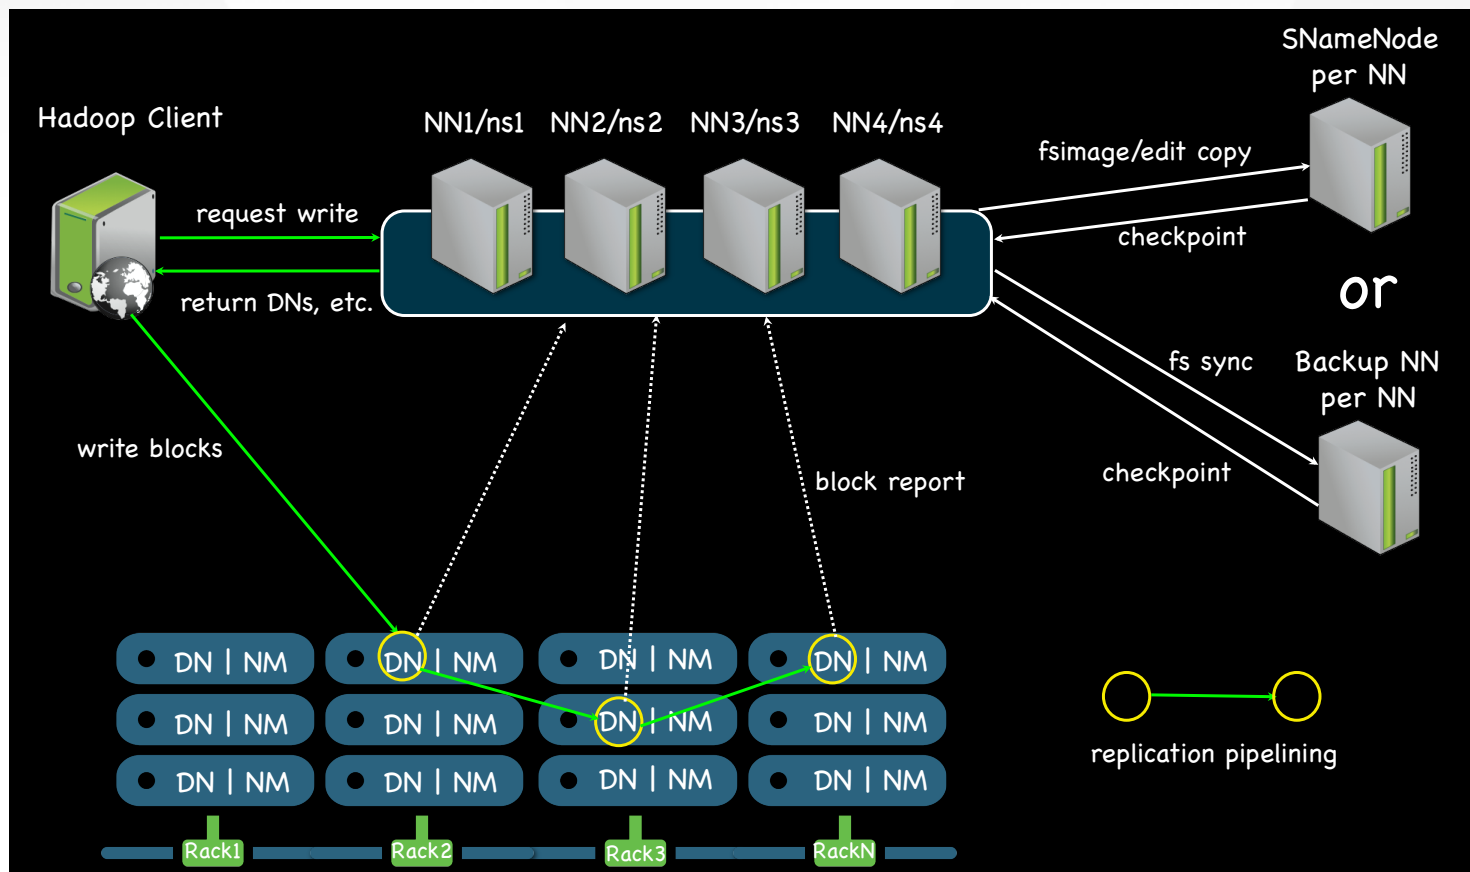 SNameNode
per NN
Hadoop Client
NN1/ns1 NN2/ns2 NN3/ns3 NN4/ns4
fsimage/edit copy
request write
checkpoint
return DNs, etc.
or
fs sync
Backup NN
per NN
write blocks
block report
checkpoint
DN | NM DN | NM DN | NM DN | NM
DN | NM DN | NM DN | NM DN | NM
replication pipelining
DN | NM DN | NM DN | NM DN | NM
Rack1 Rack2 Rack3 RackN